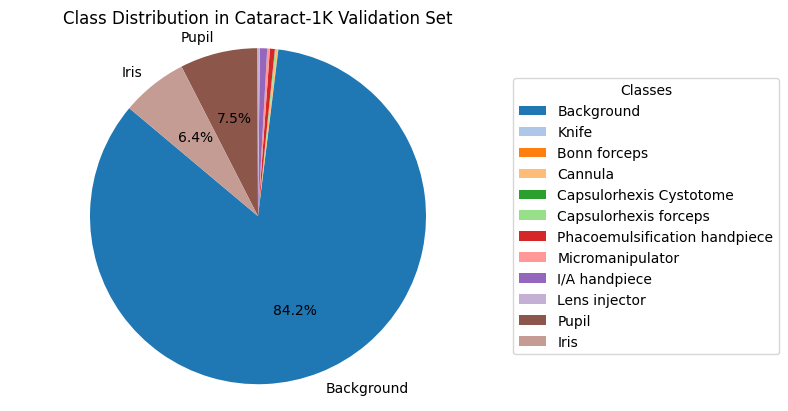 Class Distribution in Cataract-1K Validation Set
Pupil
Iris
7.5%
6.4%
84.2%
Background
Classes
Background
Knife
Bonn forceps
Cannula
Capsulorhexis Cystotome
Capsulorhexis forceps
Phacoemulsification handpiece
Micromanipulator
I/A handpiece
Lens injector
Pupil
Iris